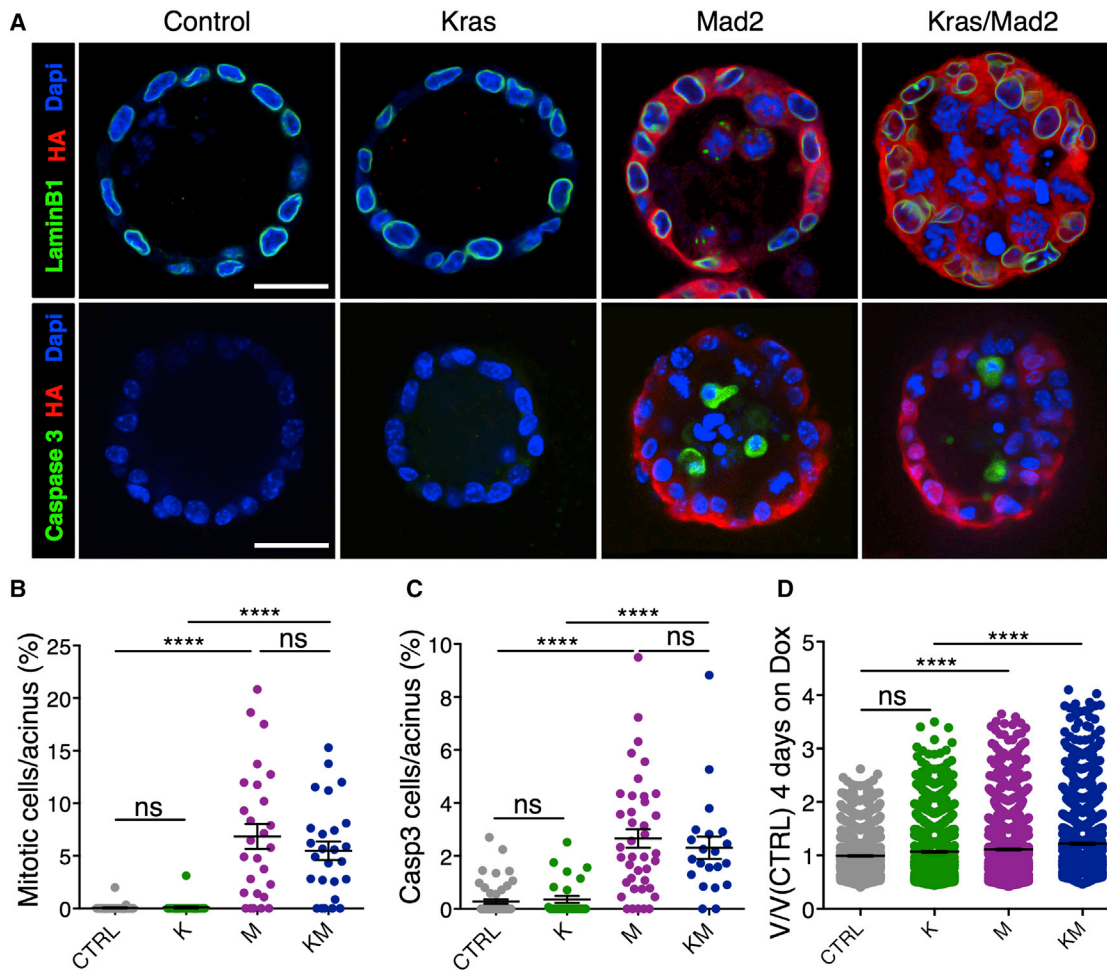 A
Control
Kras
Mad2
Kras/Mad2
LaminB1 HA Dapi
Caspase 3 HA Dapi
B
Mitotic cells/acinus (%)
25
20
15
10
5
0
****
****
ns
ns
CTRL
K
M
KM
C
Casp3 cells/acinus (%)
10
8
6
4
2
0
****
****
ns
ns
CTRL
K
M
KM
D
V/V(CTRL) 4 days on Dox
5
4
3
2
1
0
****
****
ns
CTRL
K
M
KM